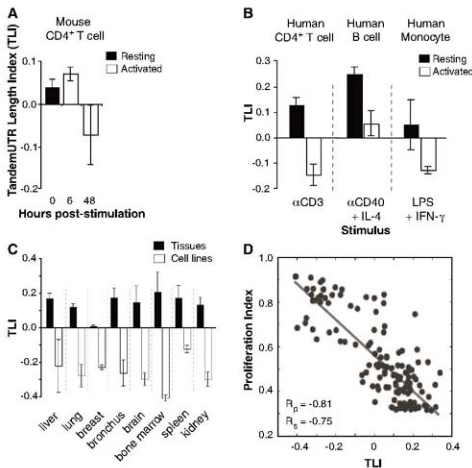 A
Mouse
CD4⁺ T cell
Resting
Activated
TandemUTR Length Index (TLI)
0.1
0.0
-0.1
-0.2
0 6 48
Hours post-stimulation
B
Human Human Human
CD4⁺ T cell B cell Monocyte
Resting
Activated
TLI
0.3
0.2
0.1
0.0
-0.1
-0.2
αCD3 αCD40 LPS
+ IL-4 + IFN-γ
Stimulus
C
Tissues
Cell lines
TLI
0.4
0.2
0.0
-0.2
-0.4
liver lung breast bronchus brain bone marrow spleen kidney
D
Proliferation Index
1.0
0.8
0.6
0.4
0.2
Rp = -0.81
Rs = -0.75
-0.4 -0.2 0 0.2 0.4
TLI